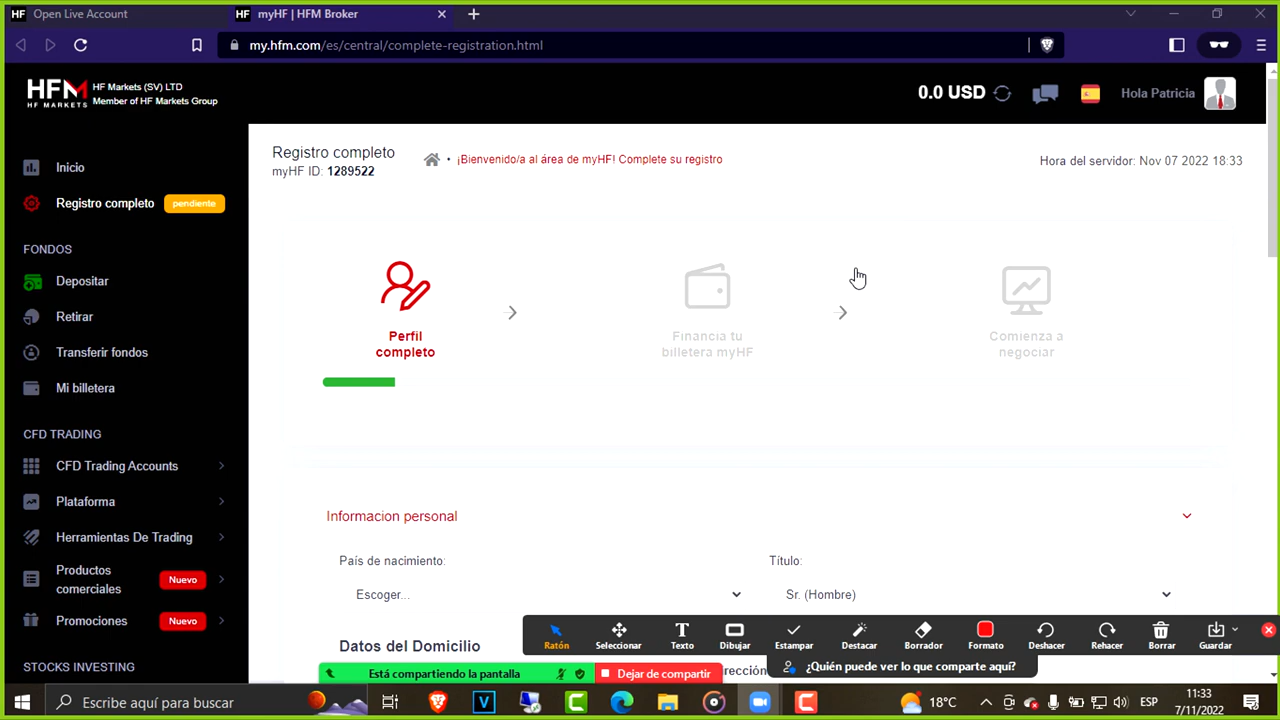 HF Open Live Account
HF myHF | HFM Broker
my.hfm.com/es/central/complete-registration.html
HFM
HF MARKETS
HF Markets (SV) LTD
Member of HF Markets Group
0.0 USD
Hola Patricia
Inicio
Registro completo pendiente
FONDOS
Depositar
Retirar
Transferir fondos
Mi billetera
CFD TRADING
CFD Trading Accounts
Plataforma
Herramientas De Trading
Productos
comerciales
Nuevo
Promociones Nuevo
STOCKS INVESTING
Registro completo
myHF ID: 1289522
• ¡Bienvenido/a al área de myHF! Complete su registro
Hora del servidor: Nov 07 2022 18:33
Perfil
completo
Financia tu
billetera myHF
Comienza a
negociar
Informacion personal
País de nacimiento:
Escoger...
Título:
Sr. (Hombre)
Datos del Domicilio
Ratón Seleccionar Texto Dibujar Estampar Destacar Borrador Formato Deshacer Rehacer Borrar Guardar
Está compartiendo la pantalla
Dejar de compartir
¿Quién puede ver lo que comparte aquí?
Escribe aquí para buscar
18°C
ESP
11:33
7/11/2022